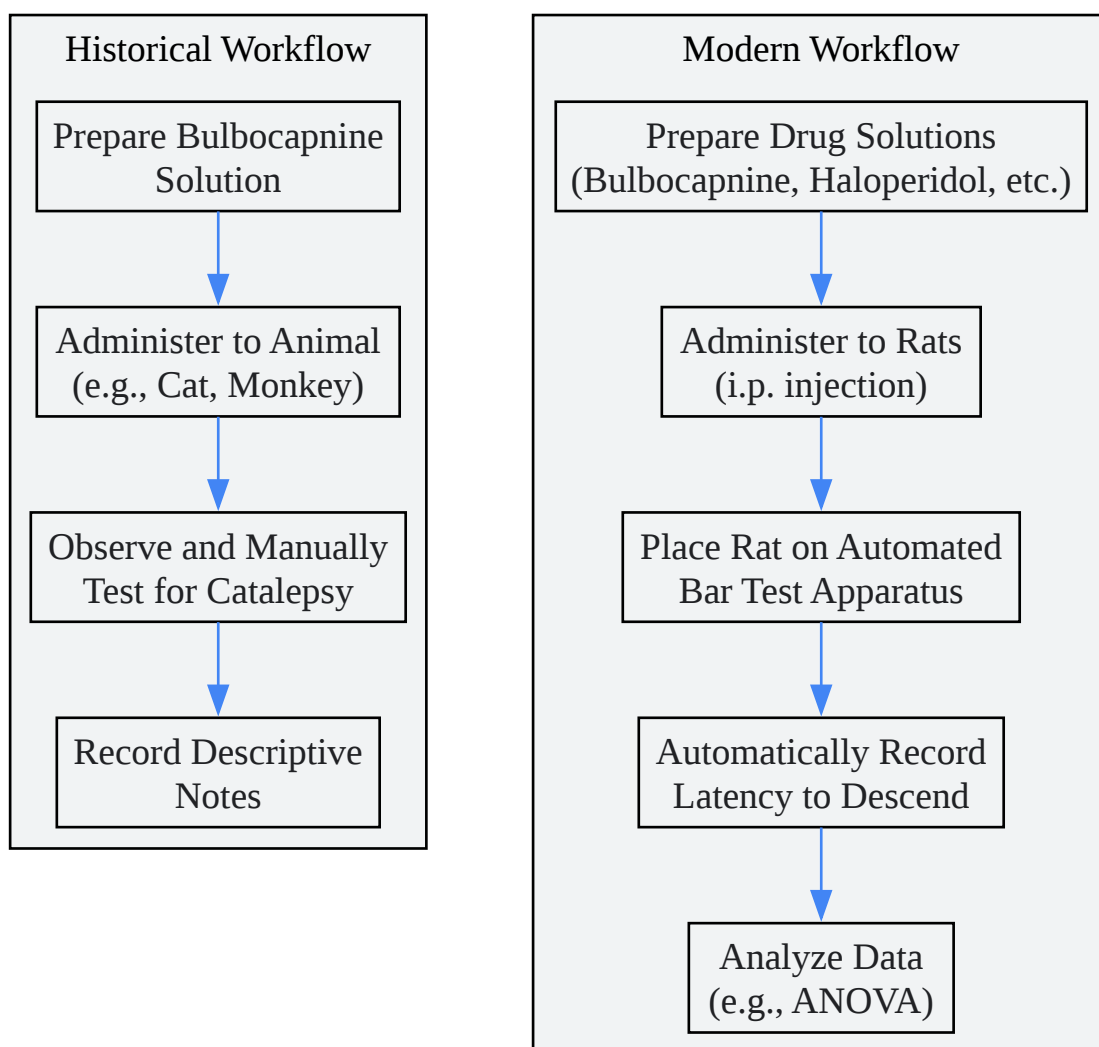 Historical Workflow
Prepare Bulbocapnine
Solution
Administer to Animal
(e.g., Cat, Monkey)
Observe and Manually
Test for Catalepsy
Record Descriptive
Notes
Modern Workflow
Prepare Drug Solutions
(Bulbocapnine, Haloperidol, etc.)
Administer to Rats
(i.p. injection)
Place Rat on Automated
Bar Test Apparatus
Automatically Record
Latency to Descend
Analyze Data
(e.g., ANOVA)